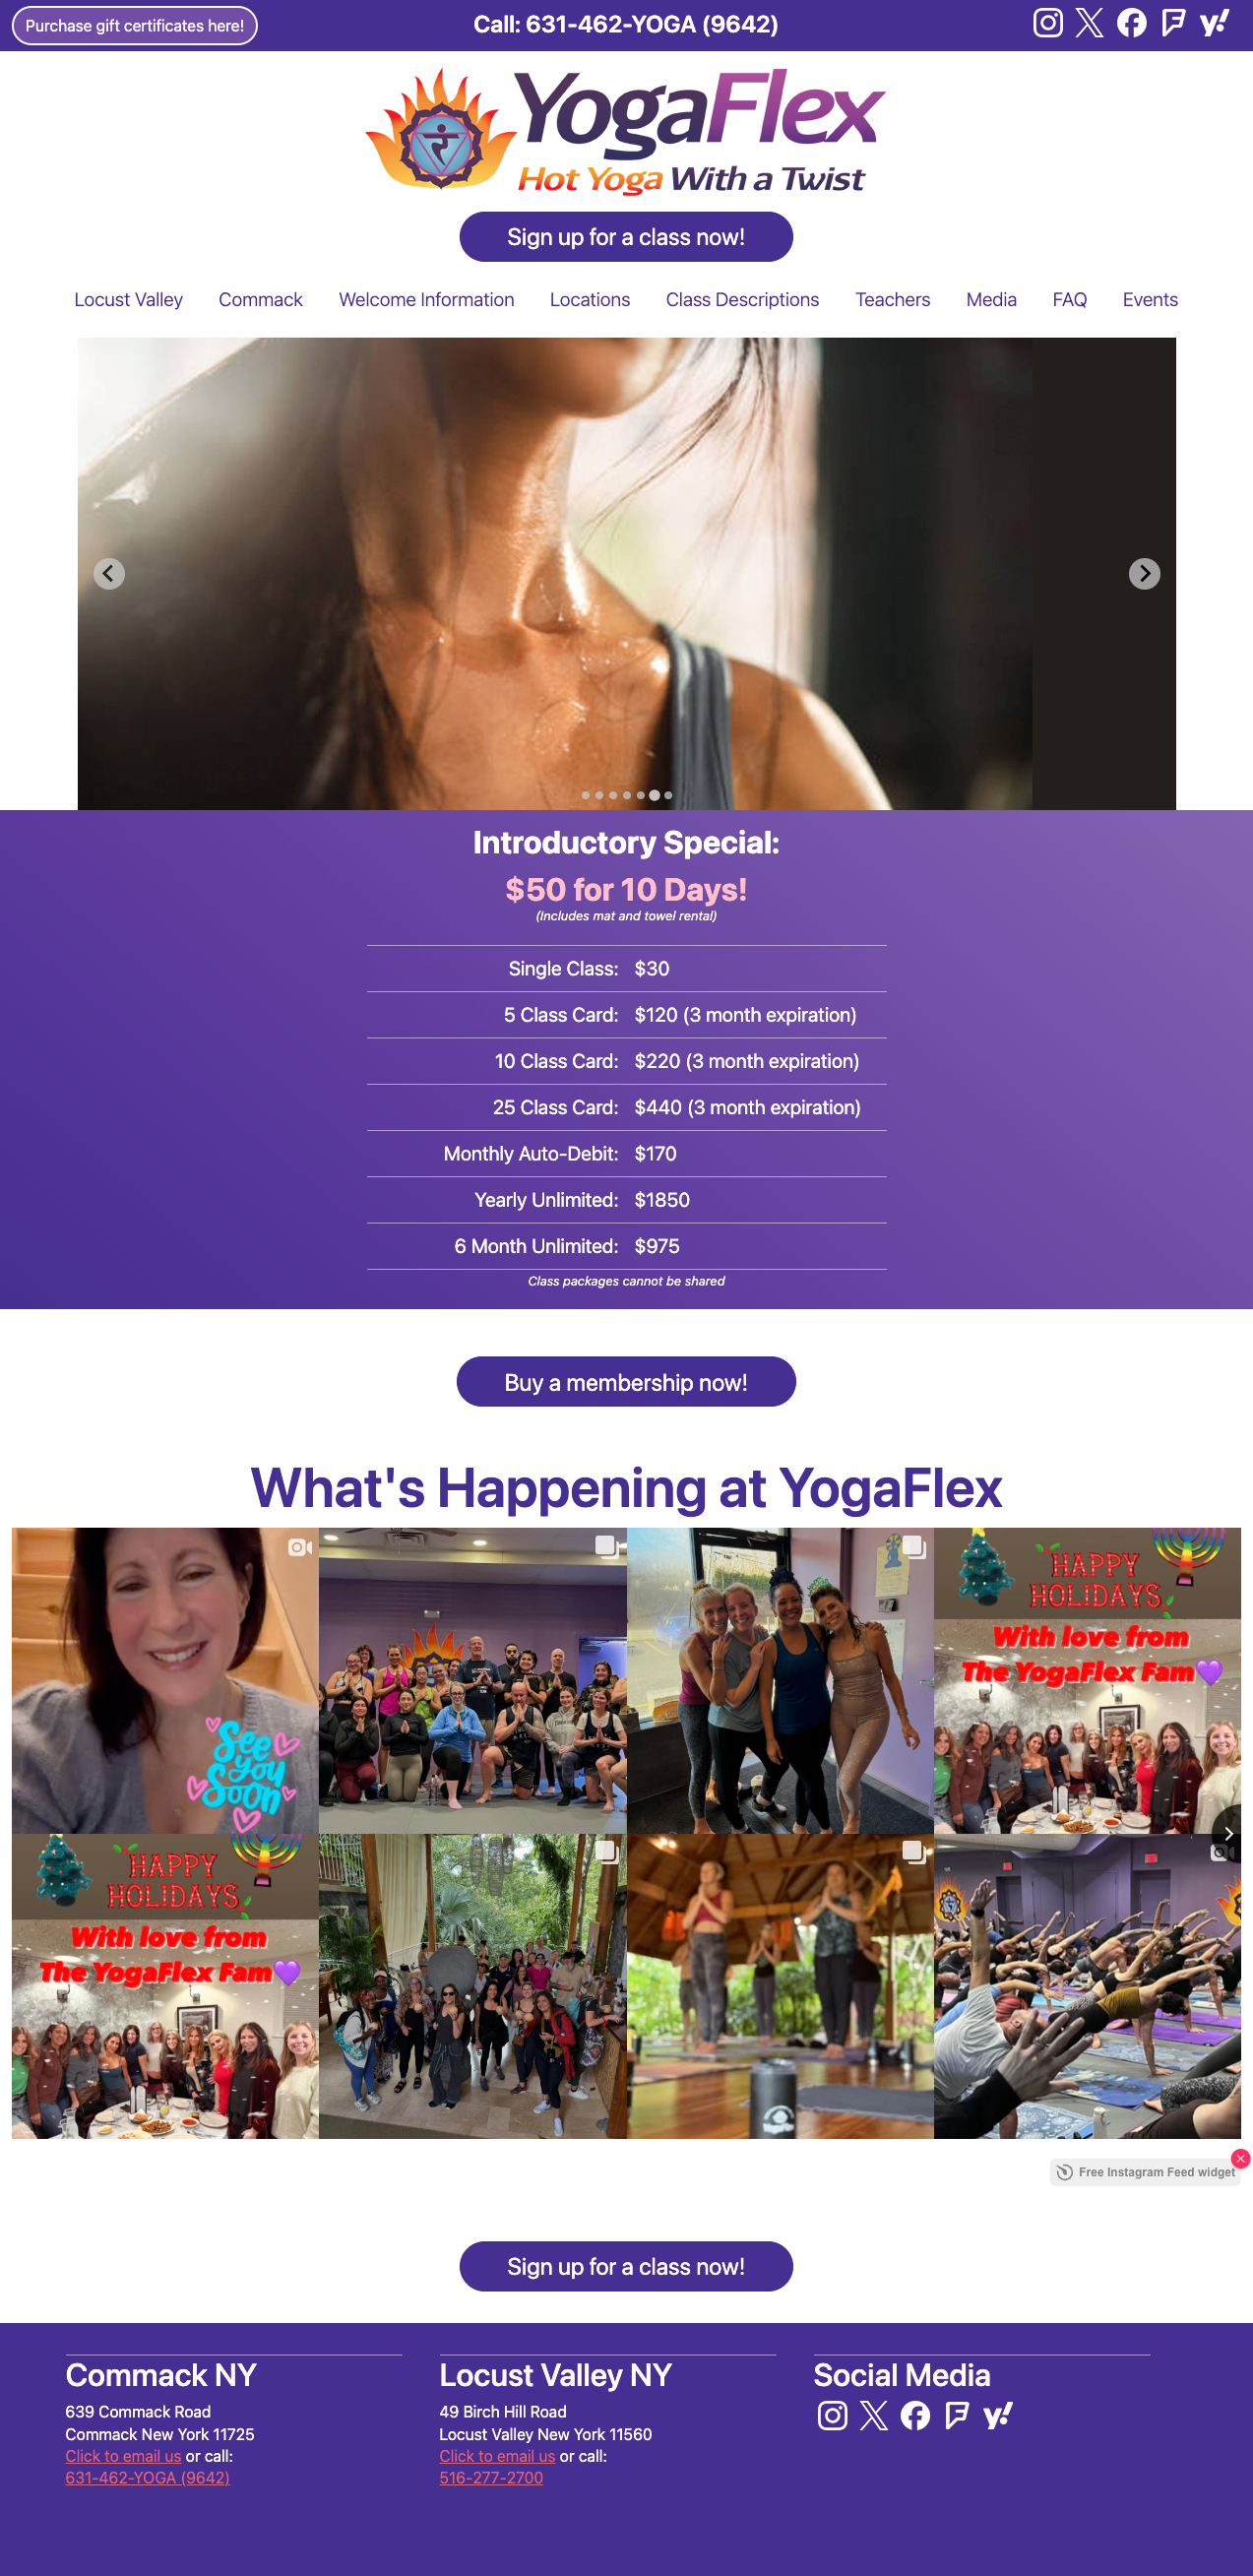 Purchase gift certificates here!
Call: 631-462-YOGA (9642)
YogaFlex
Hot Yoga With a Twist
Sign up for a class now!
Locust Valley Commack Welcome Information Locations Class Descriptions Teachers Media FAQ Events
Introductory Special:
$50 for 10 Days!
(Includes mat and towel rental)
Single Class: $30
5 Class Card: $120 (3 month expiration)
10 Class Card: $220 (3 month expiration)
25 Class Card: $440 (3 month expiration)
Monthly Auto-Debit: $170
Yearly Unlimited: $1850
6 Month Unlimited: $975
Class packages cannot be shared
Buy a membership now!
What's Happening at YogaFlex
See
you
Soon
HAPPY
HOLIDAYS
With love from
The YogaFlex Fam
HAPPY
HOLIDAYS
With love from
The YogaFlex Fam
Free Instagram Feed widget
Sign up for a class now!
Commack NY
639 Commack Road
Commack New York 11725
Click to email us or call:
631-462-YOGA (9642)
Locust Valley NY
49 Birch Hill Road
Locust Valley New York 11560
Click to email us or call:
516-277-2700
Social Media